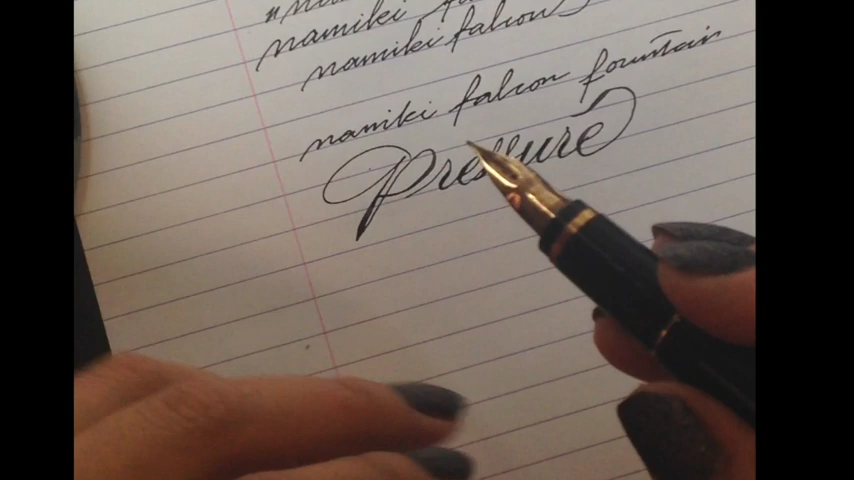 namiki
namiki falcon
namiki falcon fountain
Pressure